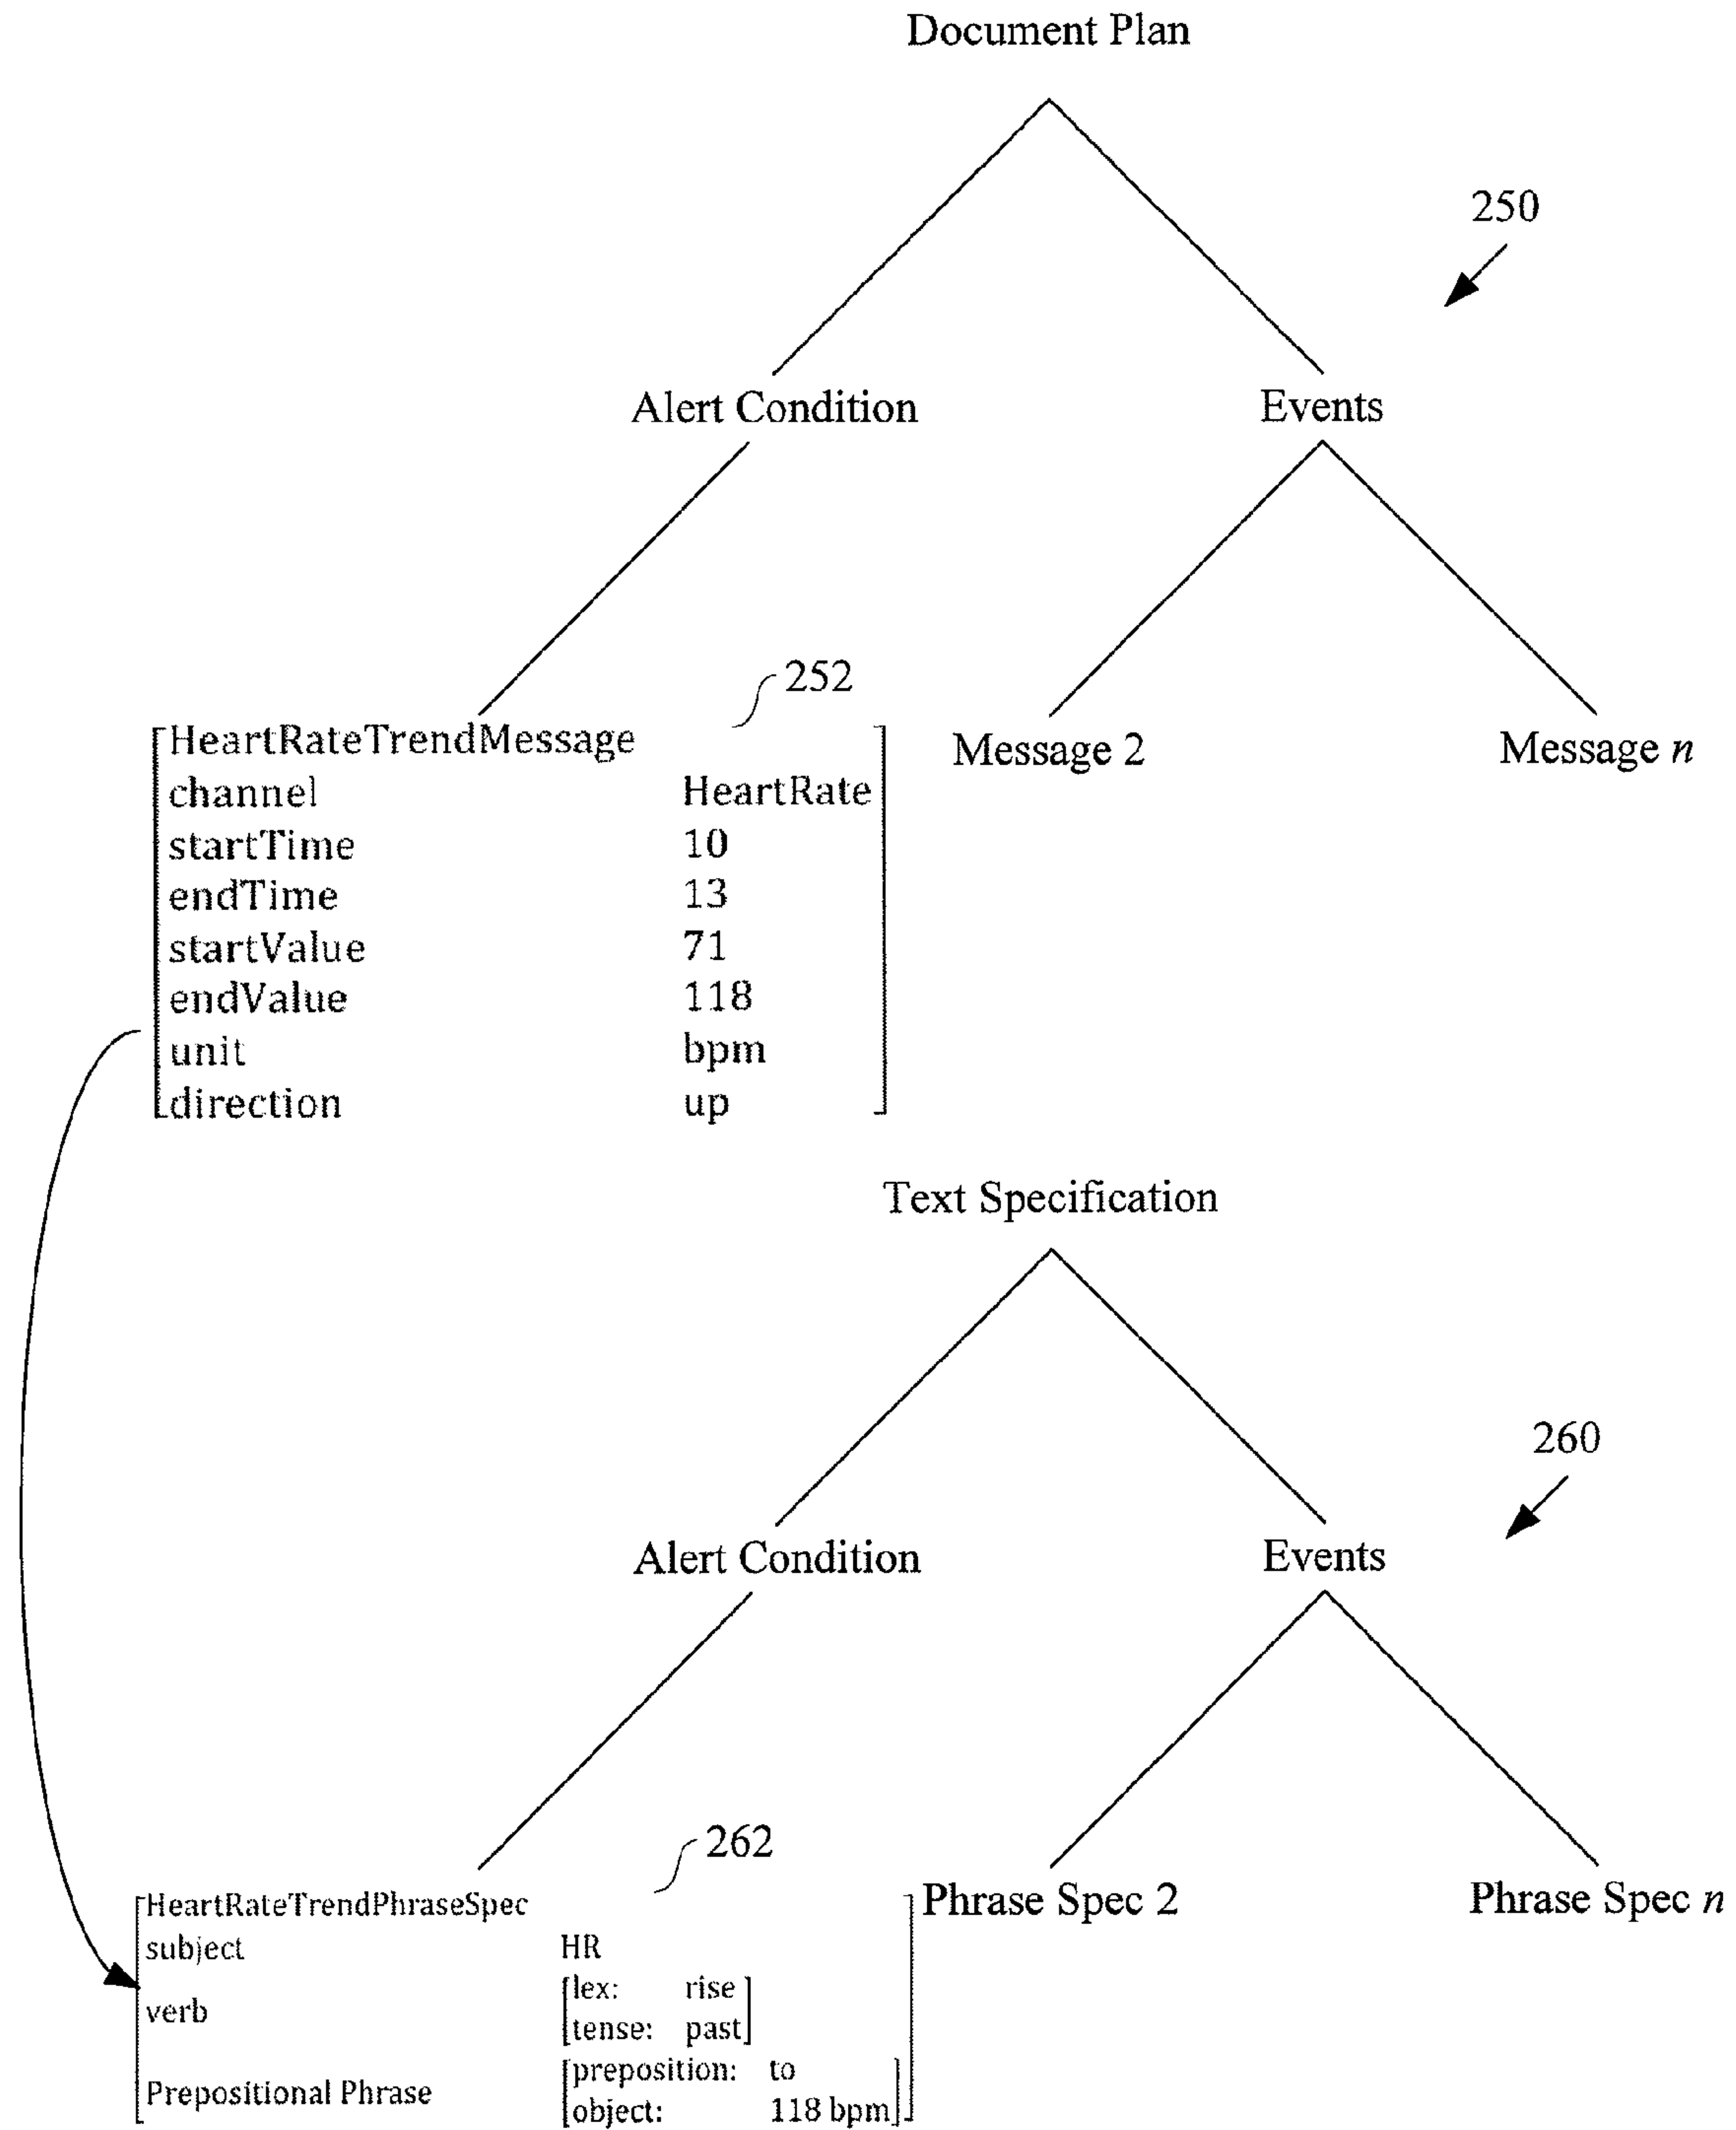 Document Plan
250
Alert Condition Events
252
HeartRateTrendMessage Message 2 Message n
channel HeartRate
startTime 10
endTime 13
startValue 71
endValue 118
unit bpm
direction up
Text Specification
260
Alert Condition Events
262
HeartRateTrendPhraseSpec Phrase Spec 2 Phrase Spec n
subject HR
lex: rise
verb
tense: past
preposition: to
Prepositional Phrase
object: 118 bpm